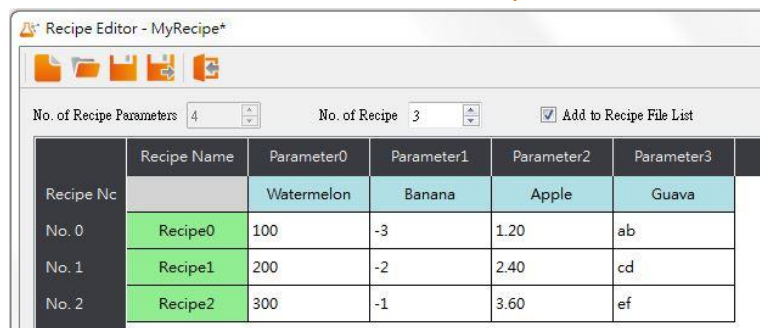 Recipe Editor - MyRecipe*
No. of Recipe Parameters 4 No. of Recipe 3 Add to Recipe File List
Recipe Name Parameter0 Parameter1 Parameter2 Parameter3
Recipe Nc Watermelon Banana Apple Guava
No. 0 Recipe0 100 -3 1.20 ab
No. 1 Recipe1 200 -2 2.40 cd
No. 2 Recipe2 300 -1 3.60 ef